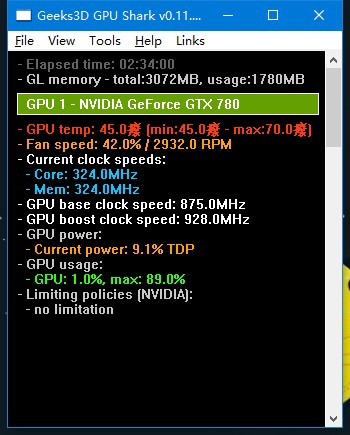 Geeks3D GPU Shark v0.11....
File View Tools Help Links
- Elapsed time: 02:34:00
- GL memory - total:3072MB, usage:1780MB
GPU 1 - NVIDIA GeForce GTX 780
- GPU temp: 45.0癈 (min:45.0癈 - max:70.0癈)
- Fan speed: 42.0% / 2932.0 RPM
- Current clock speeds:
- Core: 324.0MHz
- Mem: 324.0MHz
- GPU base clock speed: 875.0MHz
- GPU boost clock speed: 928.0MHz
- GPU power:
- Current power: 9.1% TDP
- GPU usage:
- GPU: 1.0%, max: 89.0%
- Limiting policies (NVIDIA):
- no limitation